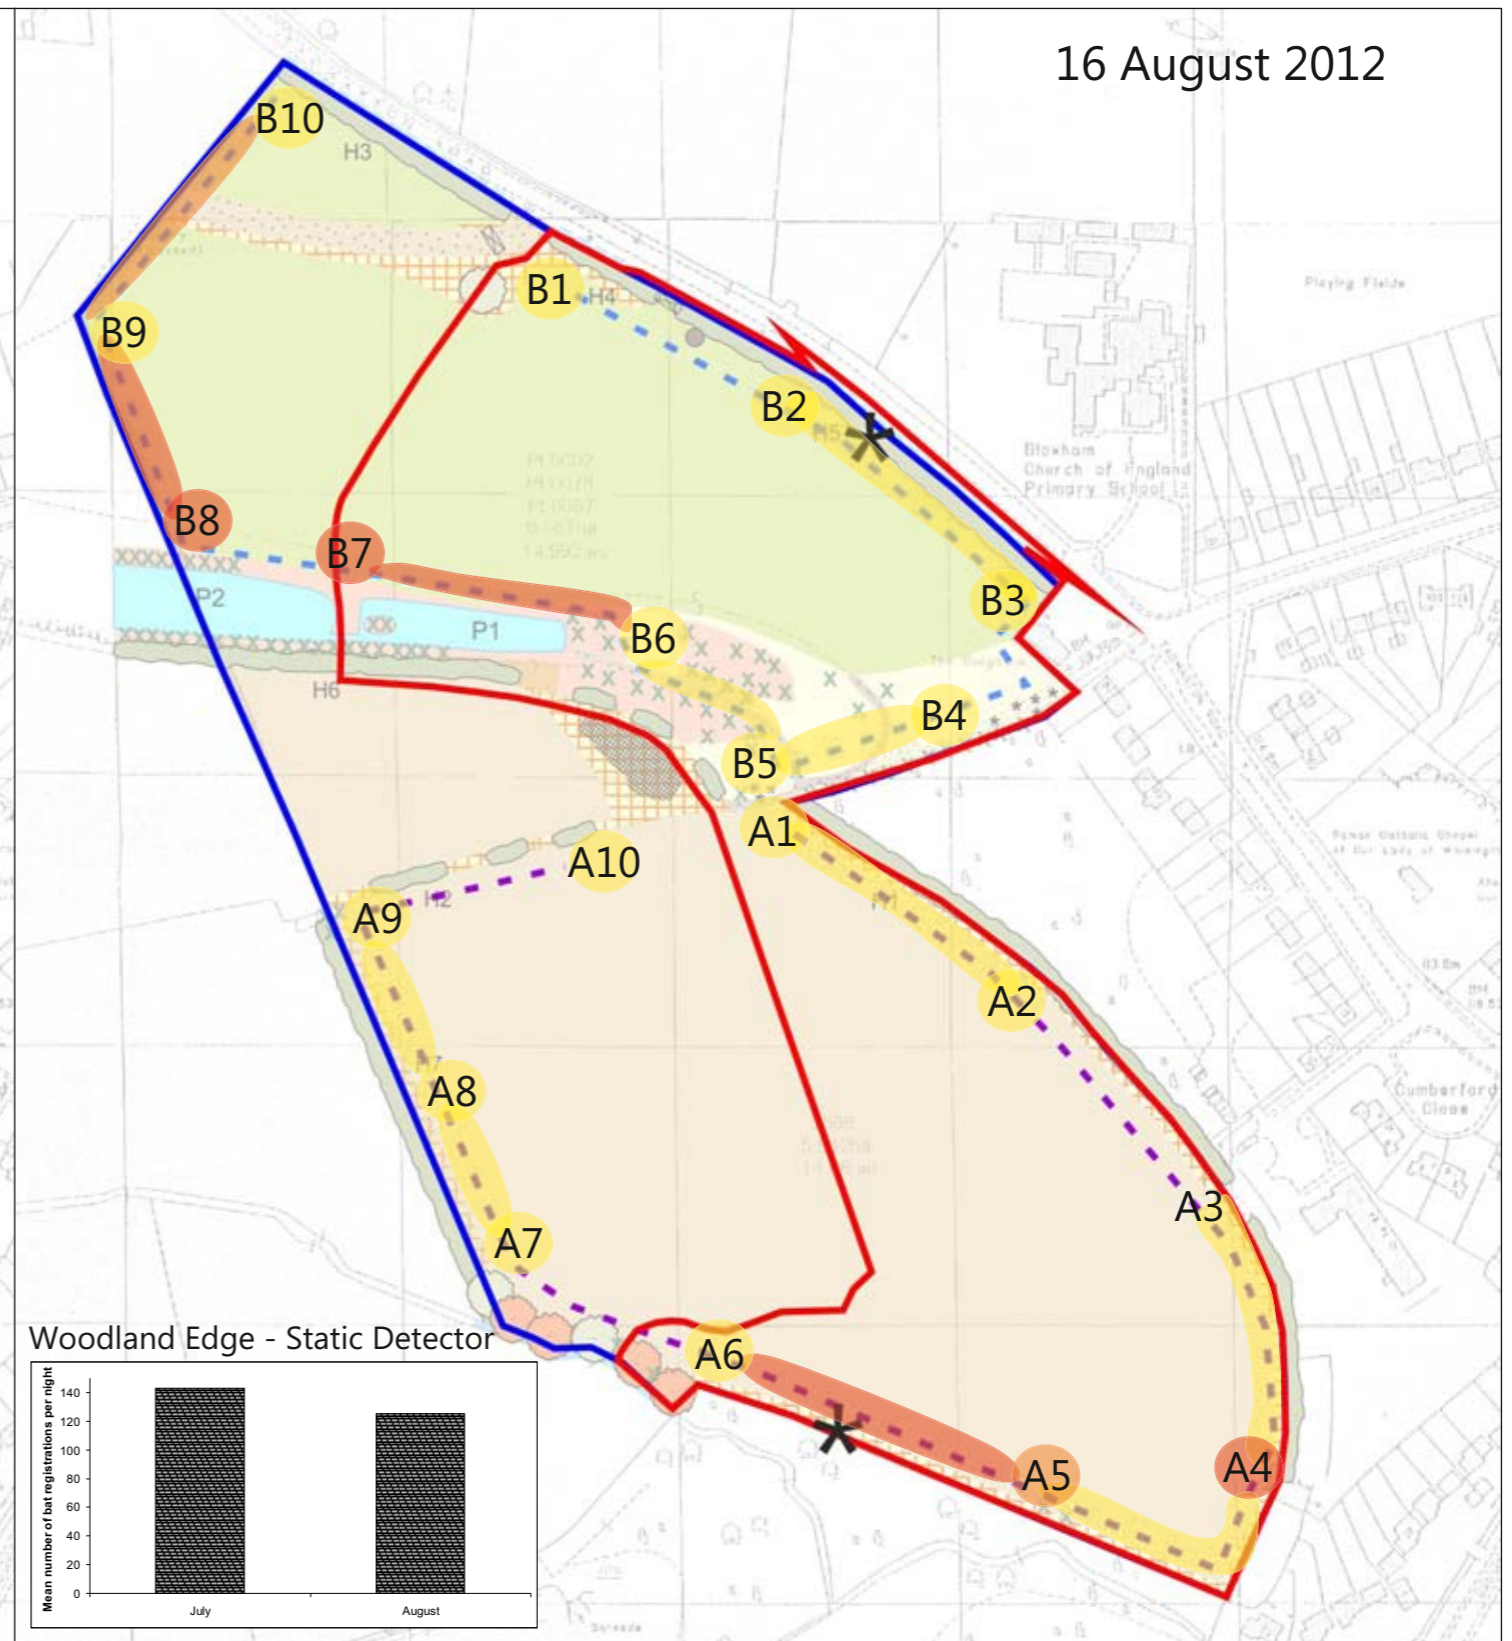 16 August 2012
B10
H3
B9
B1
H4
B2
H5
Playing Fields
Bloxham
Church of England
Primary School
B8
B7
B3
P2
P1
B6
H6
B4
B5
A1
A10
H2
A9
A2
A8
Cumberford
Close
A3
A7
A6
A5
A4
Woodland Edge - Static Detector
Mean number of bat registrations per night
140
120
100
80
60
40
20
0
July
August